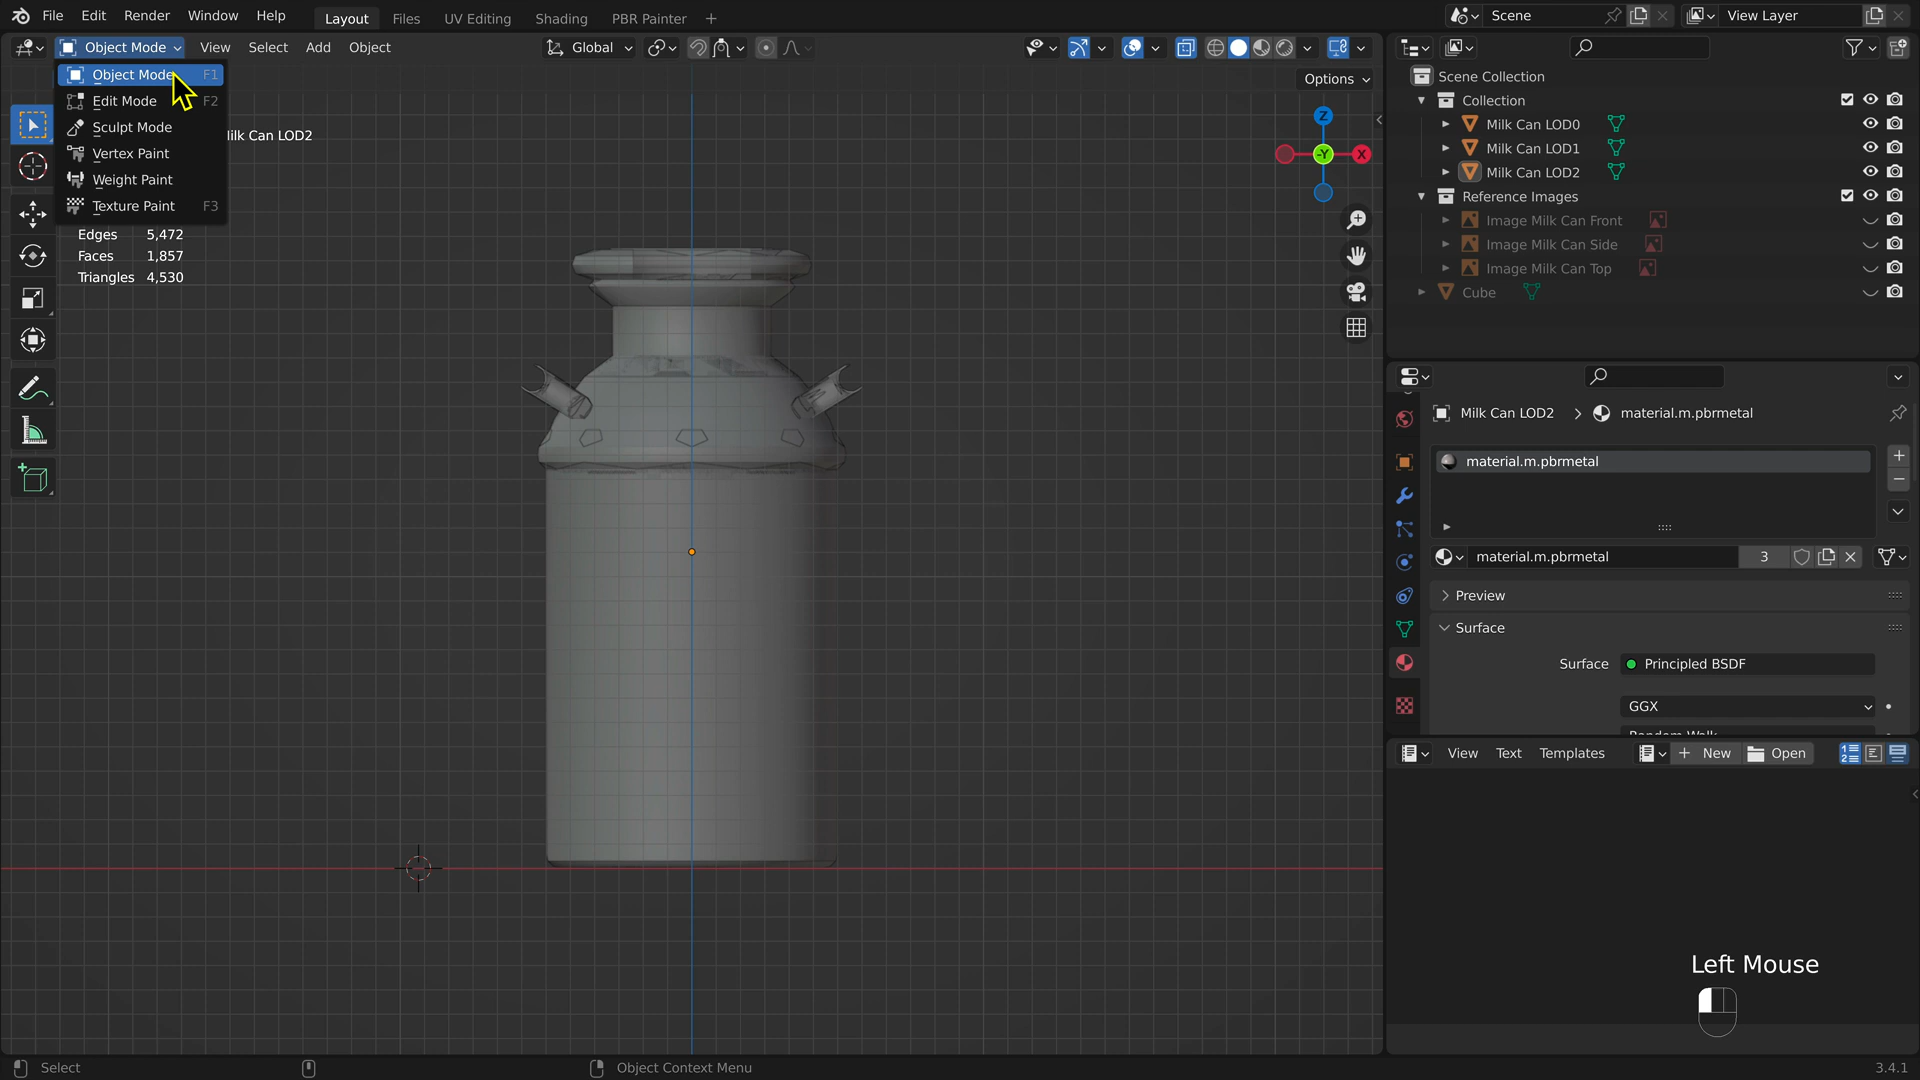 File Edit Render Window Help Layout Files UV Editing Shading PBR Painter + Scene View Layer
Object Mode View Select Add Object Global
Options
Object Mode F1
Edit Mode F2
Sculpt Mode
Vertex Paint
Weight Paint
Texture Paint F3
ilk Can LOD2
Edges 5,472
Faces 1,857
Triangles 4,530
Z
-Y
X
Scene Collection
Collection
Milk Can LOD0
Milk Can LOD1
Milk Can LOD2
Reference Images
Image Milk Can Front
Image Milk Can Side
Image Milk Can Top
Cube
Milk Can LOD2 > material.m.pbrmetal
material.m.pbrmetal
material.m.pbrmetal 3
Preview
Surface
Surface Principled BSDF
GGX
Random Walk
View Text Templates + New Open
Left Mouse
Select Object Context Menu 3.4.1